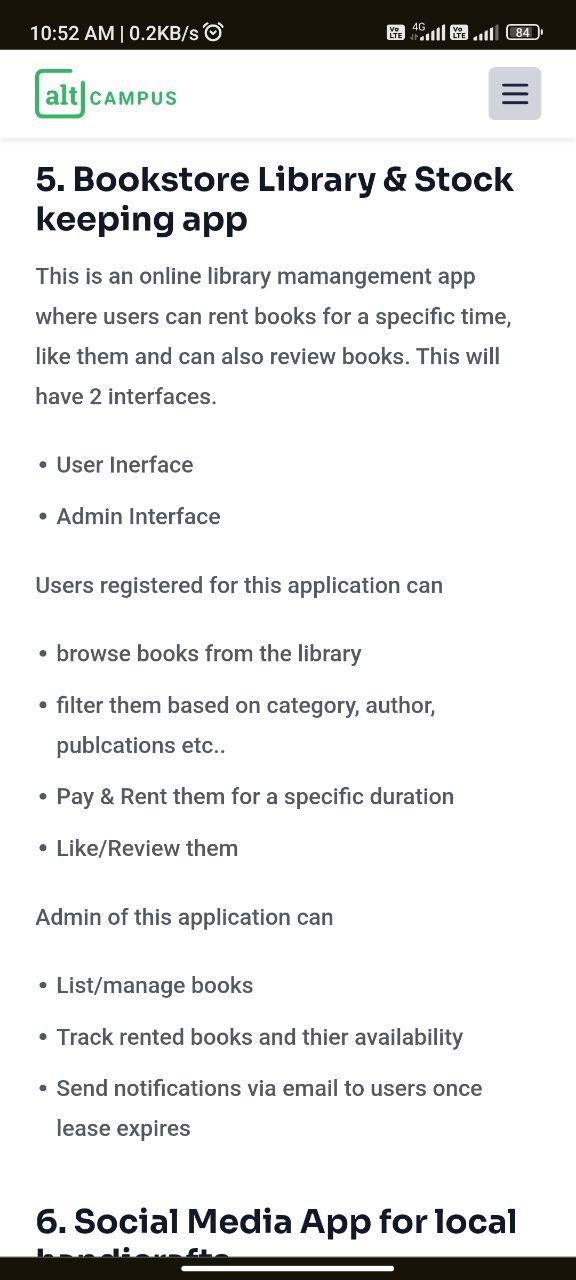 10:52 AM | 0.2KB/s
Vo LTE 4G Vo LTE 84
alt CAMPUS
5. Bookstore Library & Stock
keeping app
This is an online library mamangement app
where users can rent books for a specific time,
like them and can also review books. This will
have 2 interfaces.
• User Inerface
• Admin Interface
Users registered for this application can
• browse books from the library
• filter them based on category, author,
publcations etc..
• Pay & Rent them for a specific duration
• Like/Review them
Admin of this application can
• List/manage books
• Track rented books and thier availability
• Send notifications via email to users once
lease expires
6. Social Media App for local
handicrafts